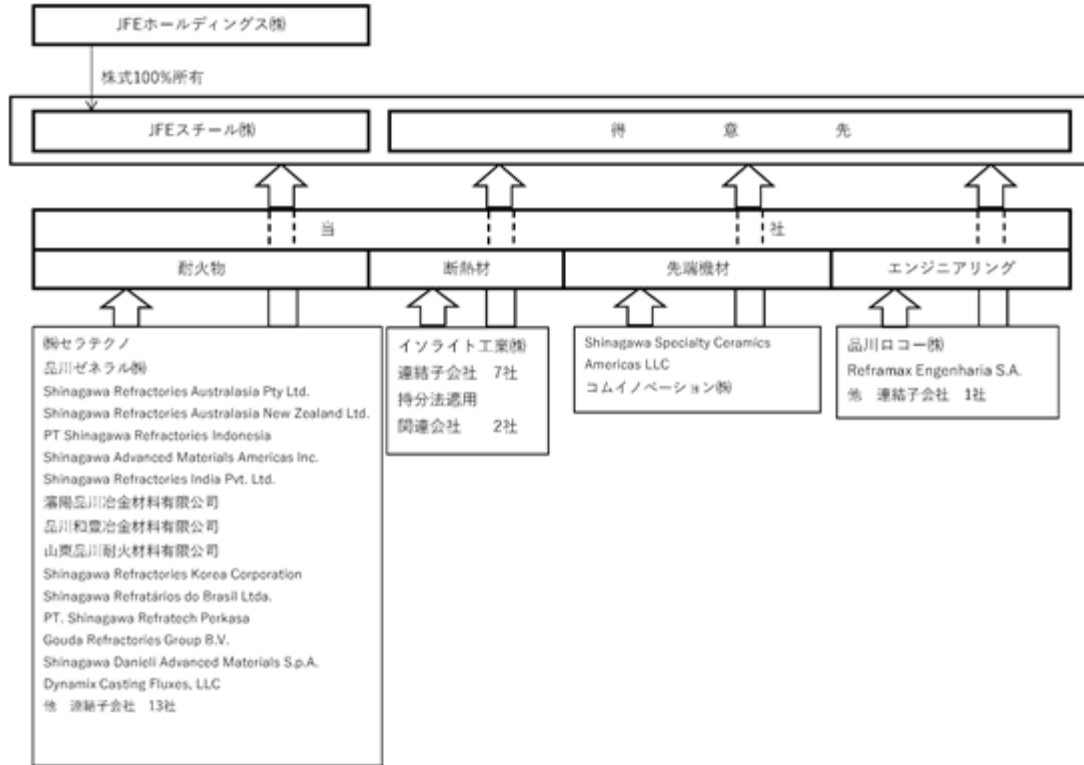 JFEホールディングス㈱
株式100%所有
JFEスチール㈱
得意先
当社
耐火物
断熱材
先端機材
エンジニアリング
㈱セラテクノ
品川ゼネラル㈱
Shinagawa Refractories Australasia Pty Ltd.
Shinagawa Refractories Australasia New Zealand Ltd.
PT Shinagawa Refractories Indonesia
Shinagawa Advanced Materials Americas Inc.
Shinagawa Refractories India Pvt. Ltd.
瀋陽品川冶金材料有限公司
品川和豊冶金材料有限公司
山東品川耐火材料有限公司
Shinagawa Refractories Korea Corporation
Shinagawa Refratários do Brasil Ltda.
PT. Shinagawa Refratech Perkasa
Gouda Refractories Group B.V.
Shinagawa Danieli Advanced Materials S.p.A.
Dynamix Casting Fluxes, LLC
他　連結子会社　13社
イソライト工業㈱
連結子会社　7社
持分法適用
関連会社　2社
Shinagawa Specialty Ceramics
Americas LLC
コムイノベーション㈱
品川ロコー㈱
Reframax Engenharia S.A.
他　連結子会社　1社